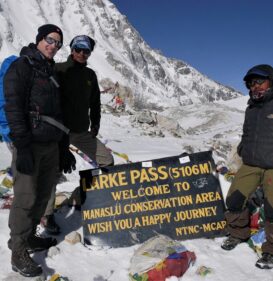 LARKE PASS (5106M)
WELCOME TO
MANASLU CONSERVATION AREA
WISH YOU A HAPPY JOURNEY
NTNC-MCAP